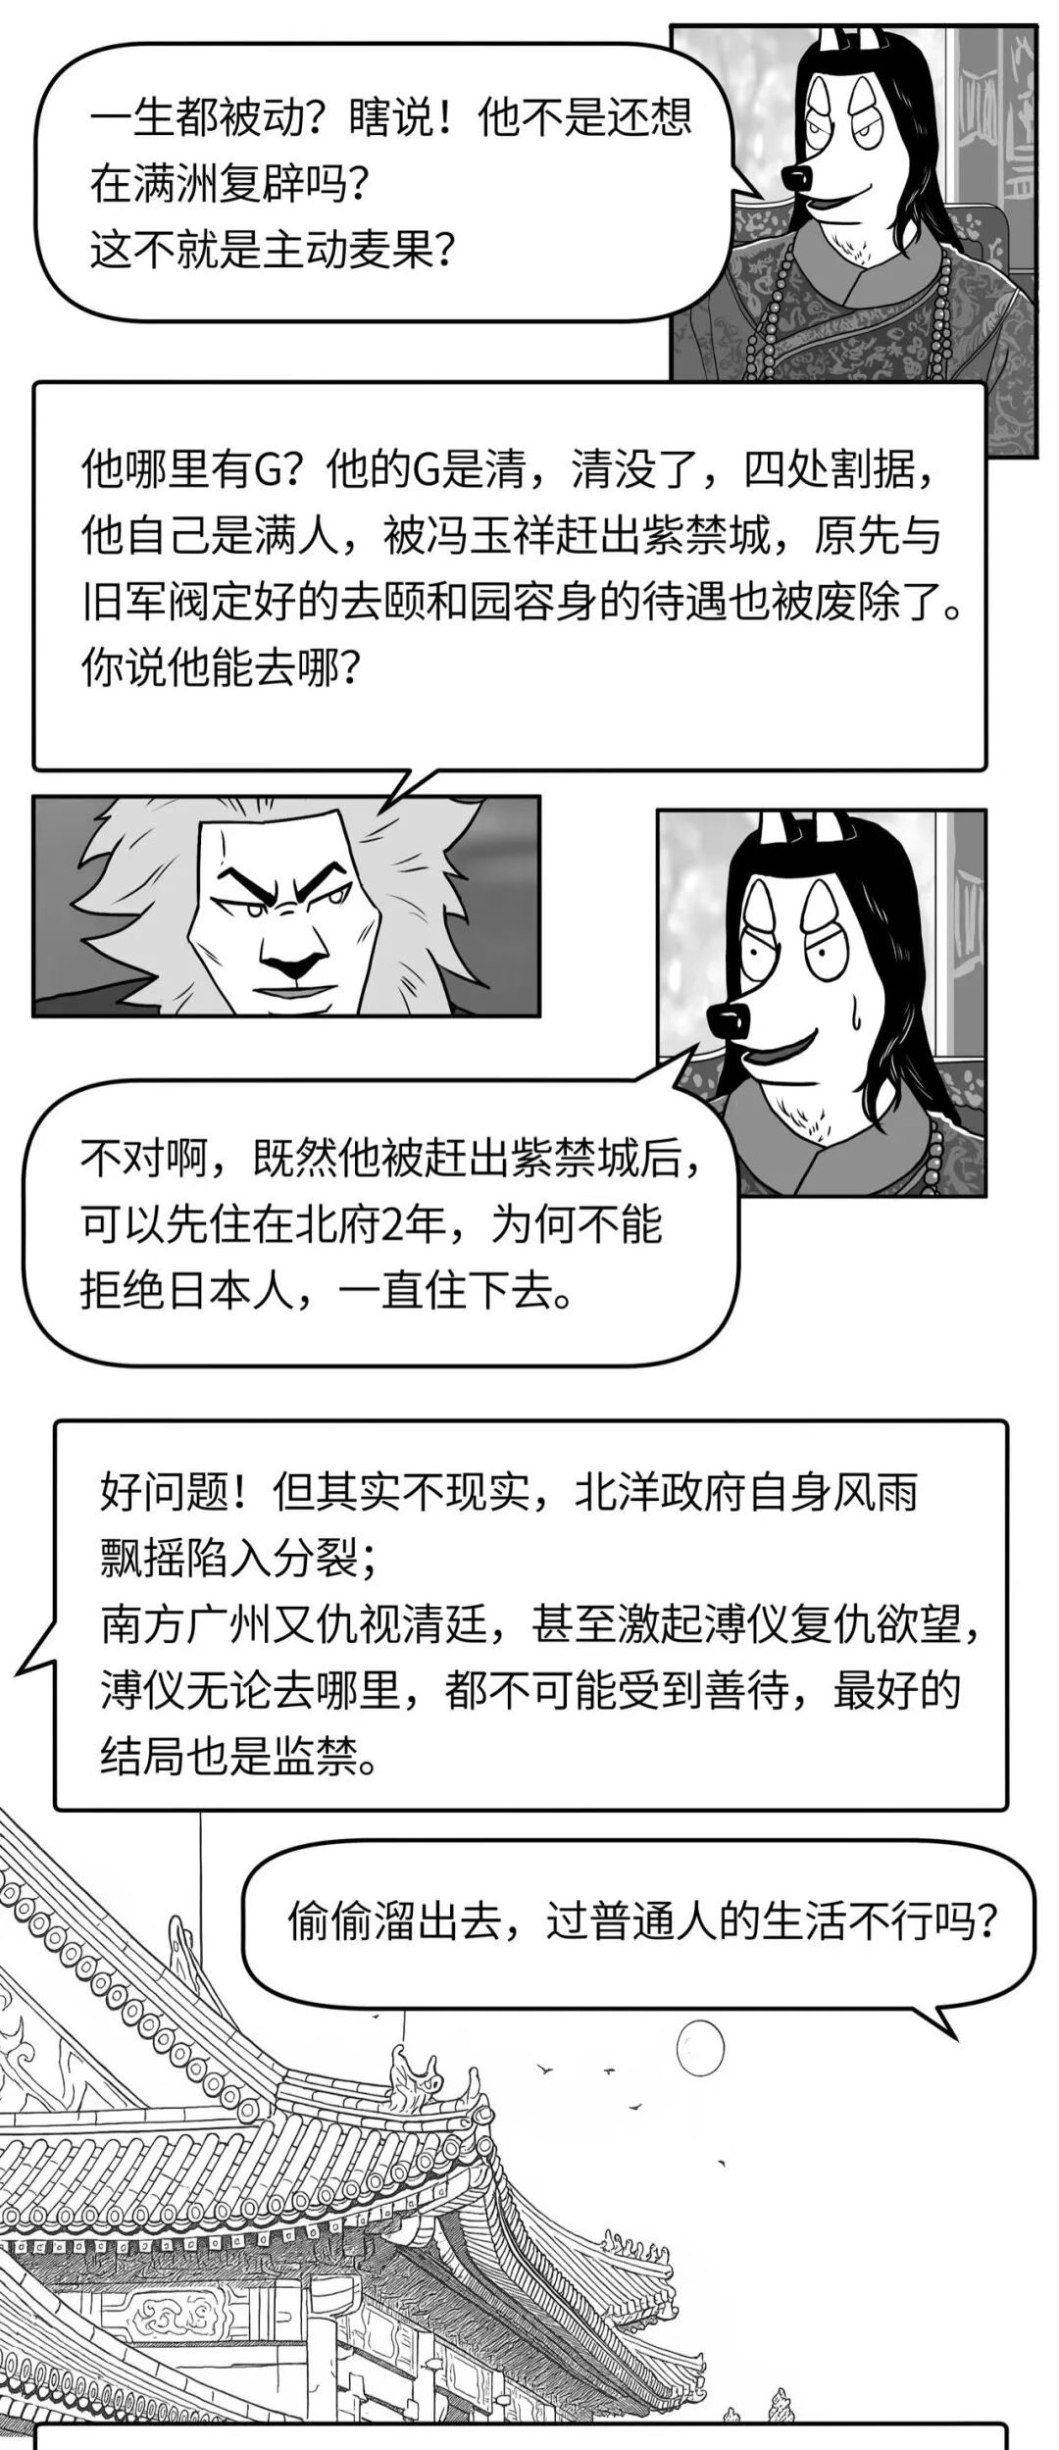 一生都被动？瞎说！他不是还想
在满洲复辟吗？
这不就是主动麦果？
他哪里有G？他的G是清，清没了，四处割据，
他自己是满人，被冯玉祥赶出紫禁城，原先与
旧军阀定好的去颐和园容身的待遇也被废除了。
你说他能去哪？
不对啊，既然他被赶出紫禁城后，
可以先住在北府2年，为何不能
拒绝日本人，一直住下去。
好问题！但其实不现实，北洋政府自身风雨
飘摇陷入分裂；
南方广州又仇视清廷，甚至激起溥仪复仇欲望，
溥仪无论去哪里，都不可能受到善待，最好的
结局也是监禁。
偷偷溜出去，过普通人的生活不行吗？